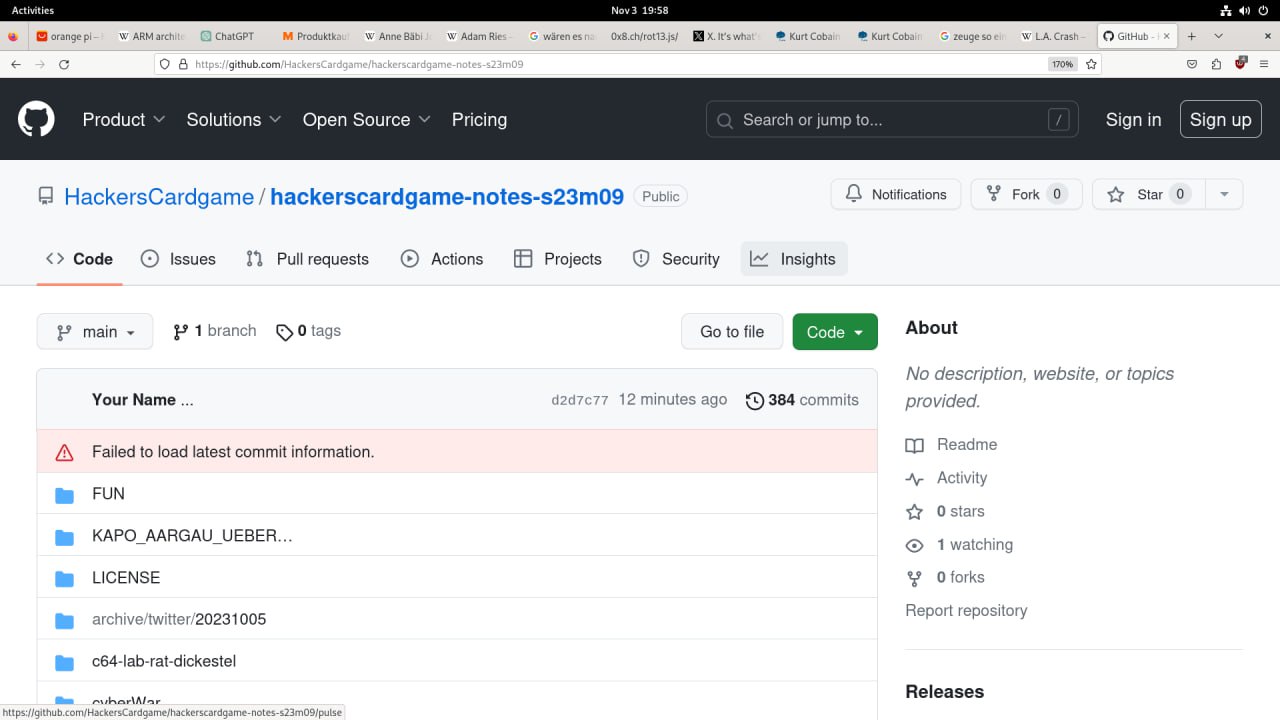 Activities
Nov 3 19:58
orange pi –
W ARM archite
ChatGPT
M Produktkau
W Anne Bäbi J
W Adam Ries –
G wären es na
0x8.ch/rot13.js/
X. It's what'
Kurt Cobain
Kurt Cobain
G zeuge so ein
W L.A. Crash –
GitHub -
https://github.com/HackersCardgame/hackerscardgame-notes-s23m09
170%
4
Product
Solutions
Open Source
Pricing
Search or jump to...
/
Sign in
Sign up
HackersCardgame / hackerscardgame-notes-s23m09
Public
Notifications
Fork 0
Star 0
Code
Issues
Pull requests
Actions
Projects
Security
Insights
main
1 branch
0 tags
Go to file
Code
Your Name ...
d2d7c77 12 minutes ago
384 commits
Failed to load latest commit information.
FUN
KAPO_AARGAU_UEBER…
LICENSE
archive/twitter/20231005
c64-lab-rat-dickestel
cyberWar
About
No description, website, or topics
provided.
Readme
Activity
0 stars
1 watching
0 forks
Report repository
Releases
https://github.com/HackersCardgame/hackerscardgame-notes-s23m09/pulse